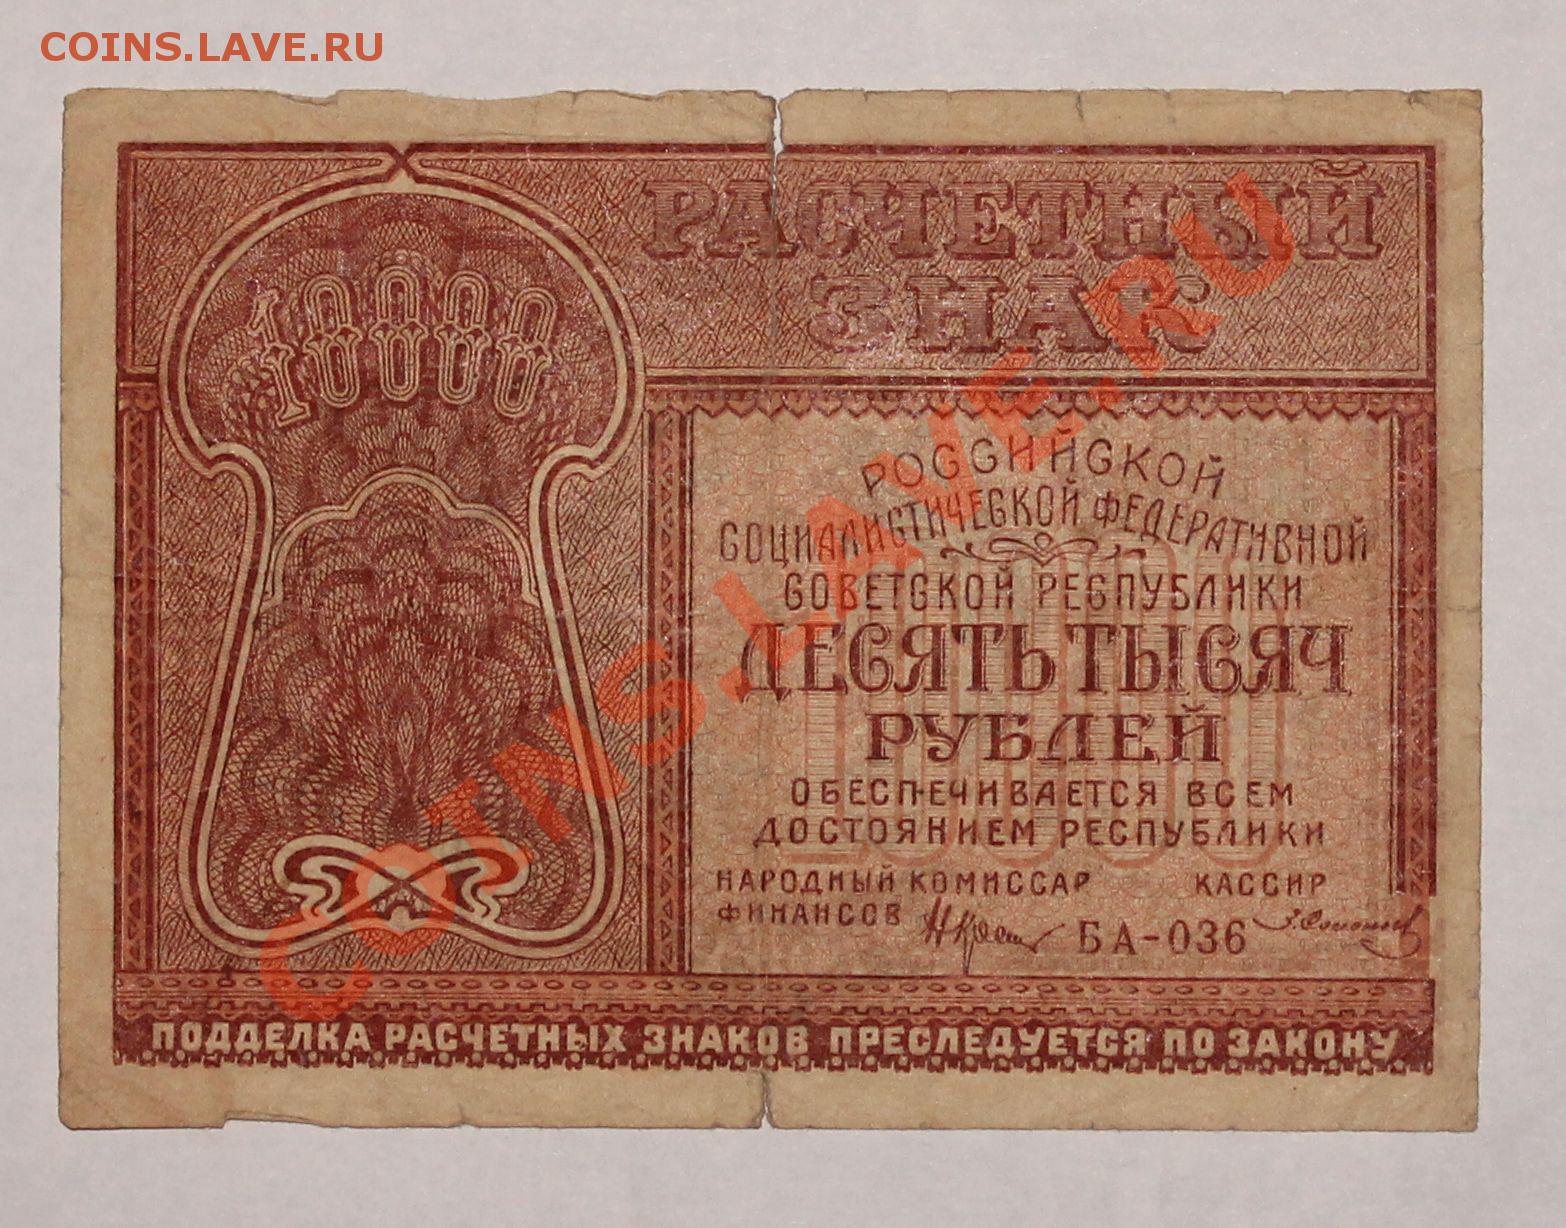 COINS.LAVE.RU
РАСЧЕТНЫЙ
ЗНАК
10000
РОССИЙСКОЙ
СОЦИАЛИСТИЧЕСКОЙ ФЕДЕРАТИВНОЙ
СОВЕТСКОЙ РЕСПУБЛИКИ
ДЕСЯТЬ ТЫСЯЧ
РУБЛЕЙ
10000
ОБЕСПЕЧИВАЕТСЯ ВСЕМ
ДОСТОЯНИЕМ РЕСПУБЛИКИ
НАРОДНЫЙ КОМИССАР КАССИР
ФИНАНСОВ БА-036
ПОДДЕЛКА РАСЧЕТНЫХ ЗНАКОВ ПРЕСЛЕДУЕТСЯ ПО ЗАКОНУ
COINS.LAVE.RU